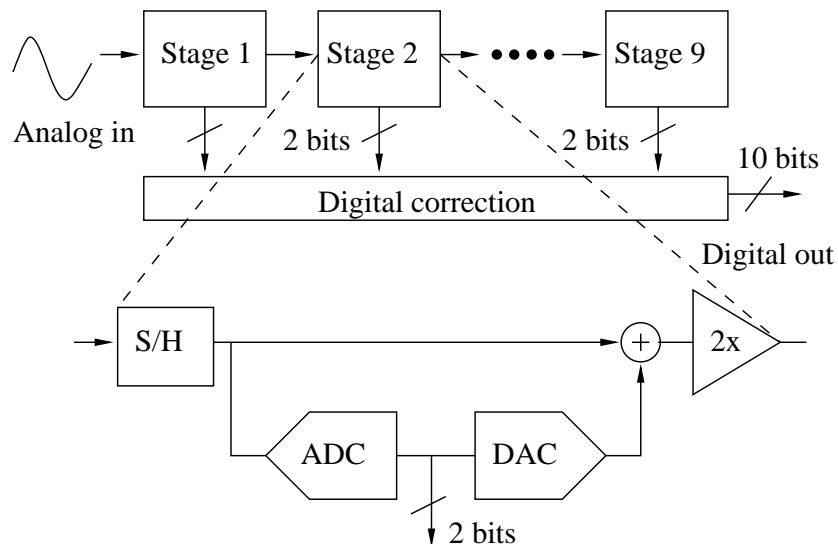 Stage 1
Stage 2
Stage 9
Analog in
2 bits
2 bits
10 bits
Digital correction
Digital out
S/H
+
2x
ADC
DAC
2 bits